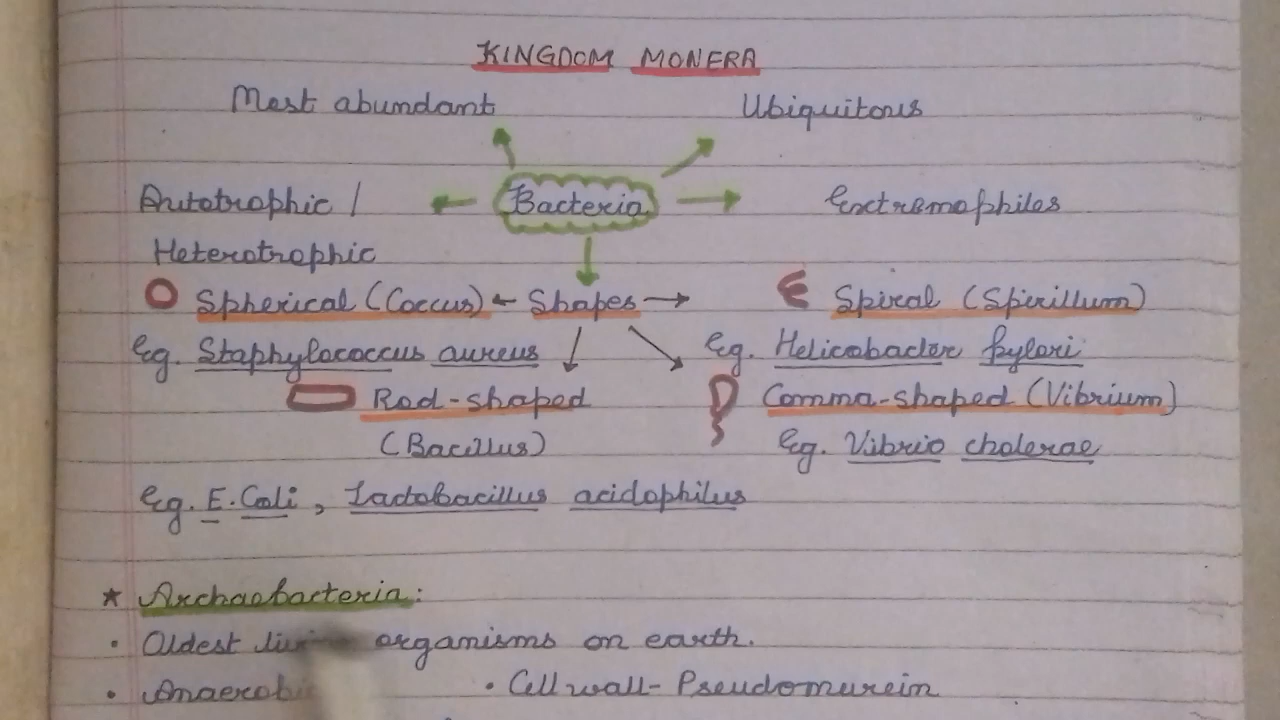 KINGDOM MONERA
Most abundant Ubiquitous
Autotrophic / Bacteria Extremophiles
Heterotrophic
Spherical (Coccus) Shapes Spiral (Spirillum)
Eg. Staphylococcus aureus Eg. Helicobacter pylori
Rod-shaped Comma-shaped (Vibrium)
(Bacillus) Eg. Vibrio cholerae
Eg. E. Coli, Lactobacillus acidophilus
★ Archaebacteria:
• Oldest organisms on earth.
• • Cell wall - Pseudomurein